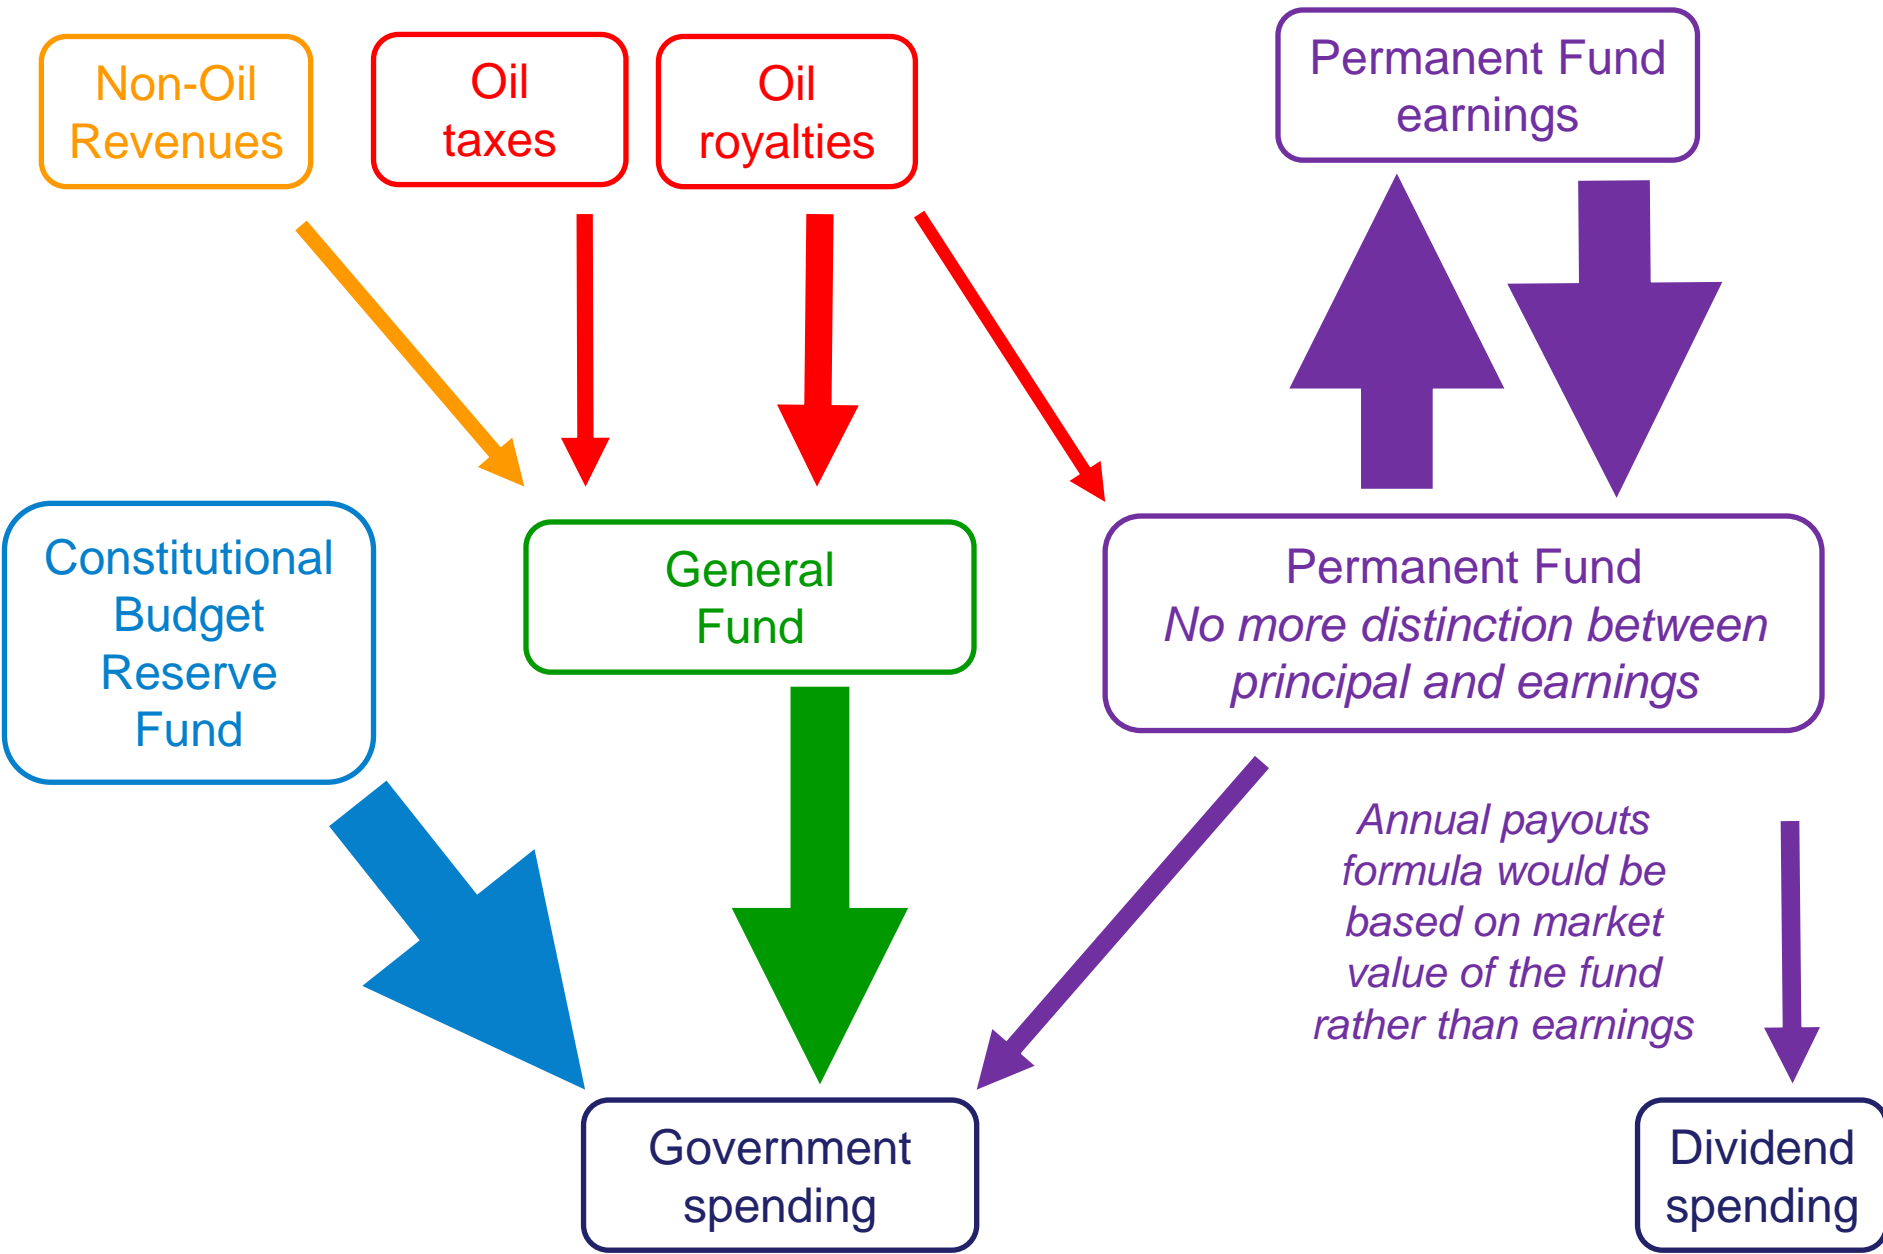 Non-Oil
Revenues
Oil
taxes
Oil
royalties
Permanent Fund
earnings
Constitutional
Budget
Reserve
Fund
General
Fund
Permanent Fund
No more distinction between
principal and earnings
Annual payouts
formula would be
based on market
value of the fund
rather than earnings
Government
spending
Dividend
spending